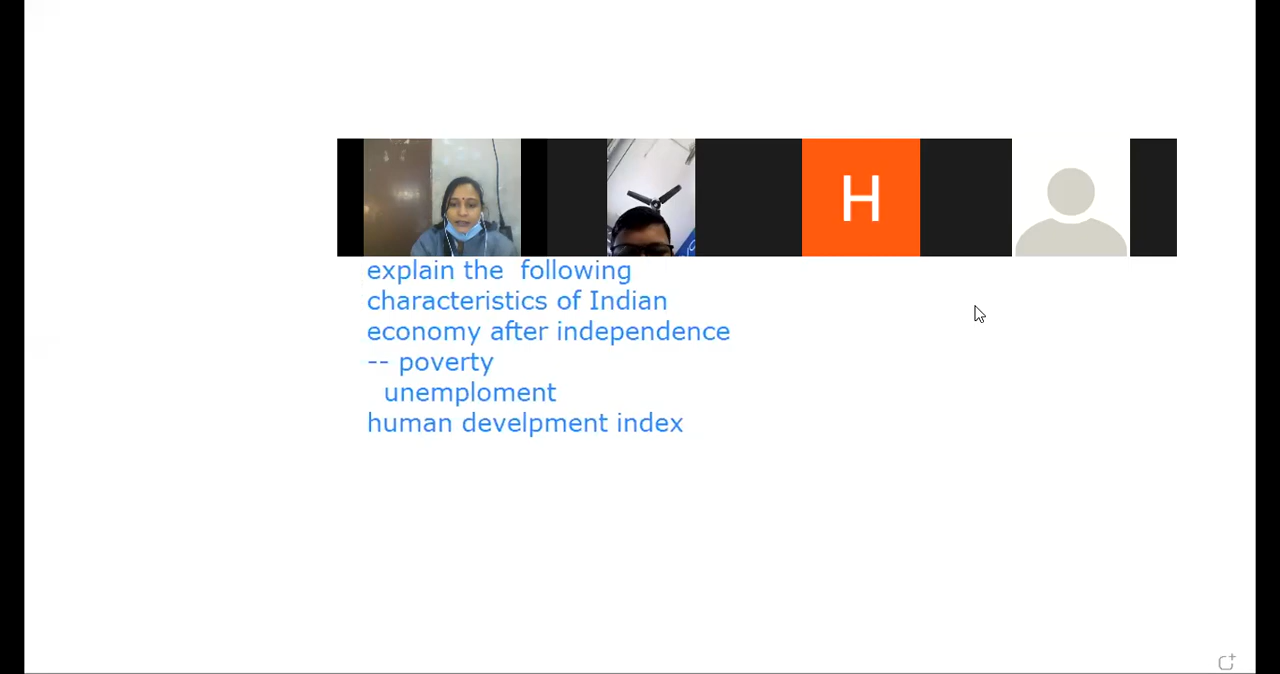 H
explain the  following
characteristics of Indian
economy after independence
-- poverty
unemploment
human develpment index